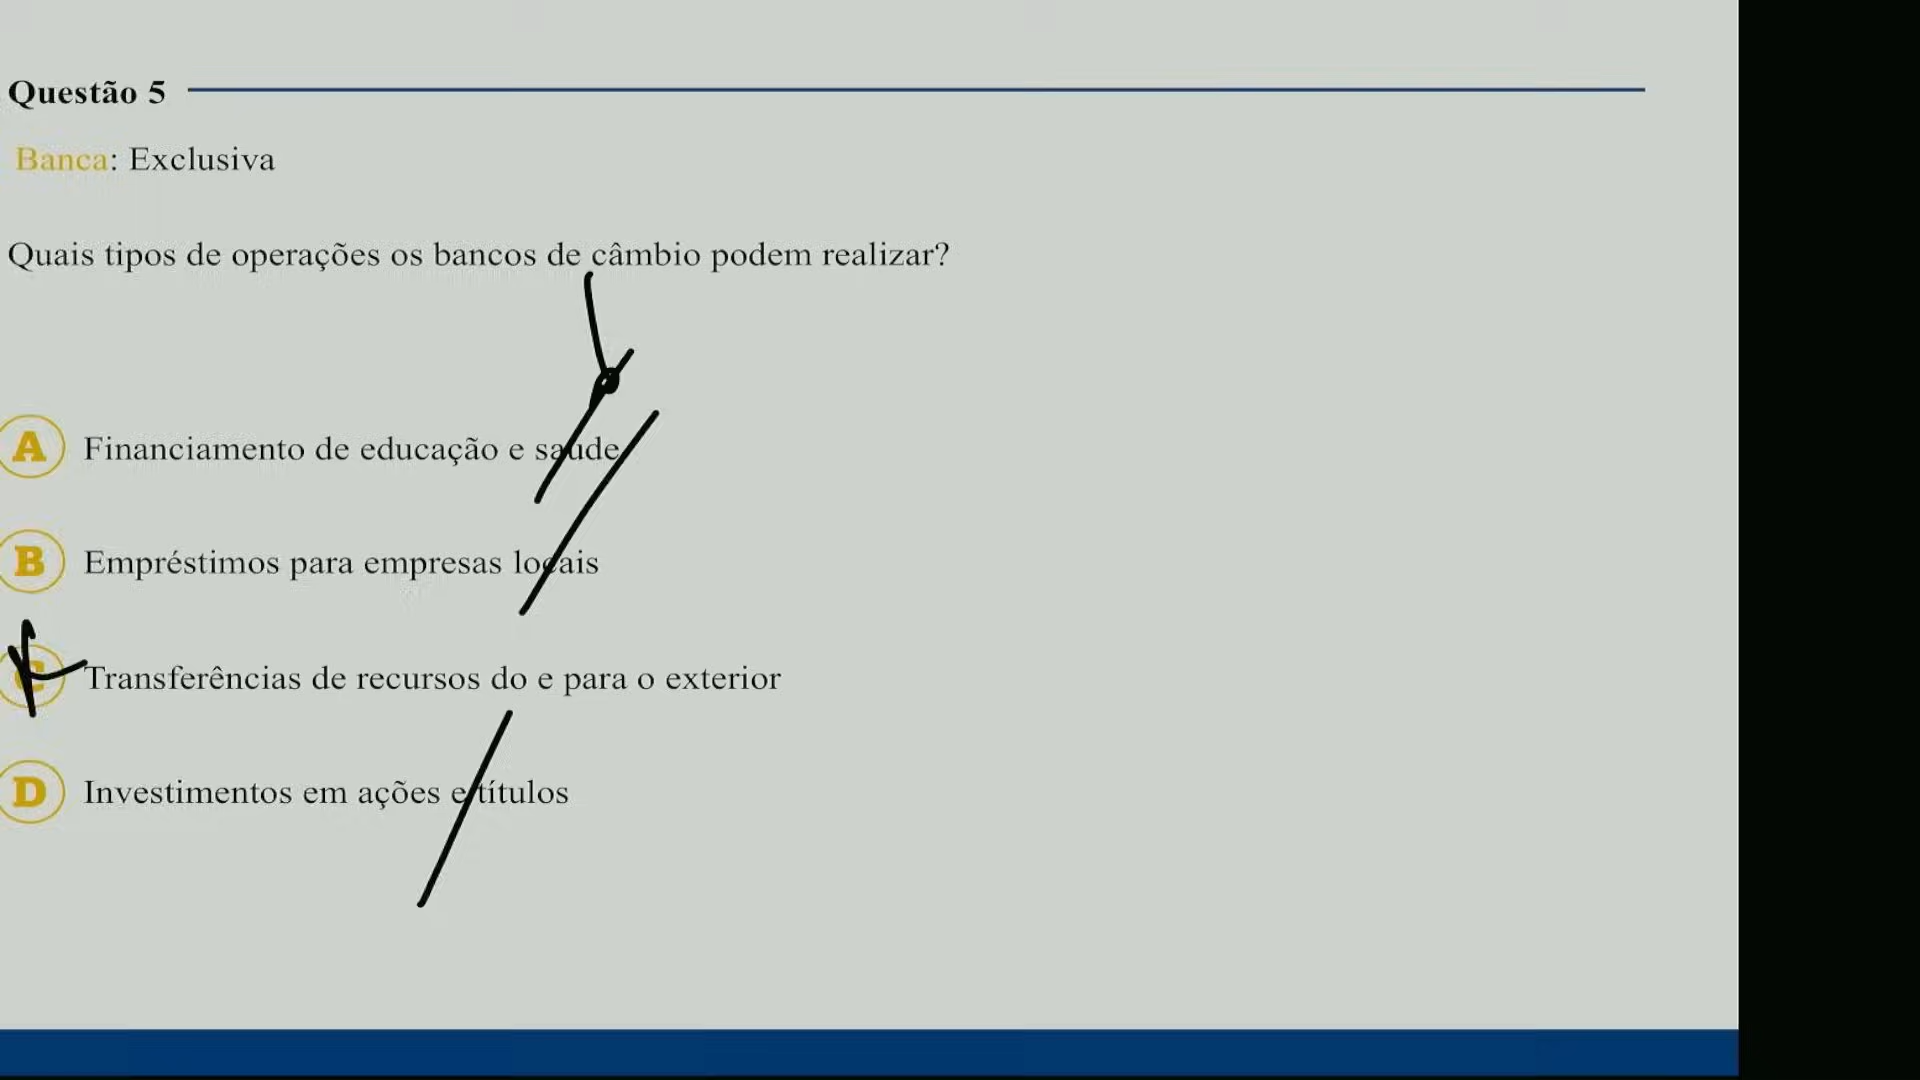 Questão 5
Banca: Exclusiva
Quais tipos de operações os bancos de câmbio podem realizar?
A Financiamento de educação e saúde
B Empréstimos para empresas locais
C Transferências de recursos do e para o exterior
D Investimentos em ações e títulos